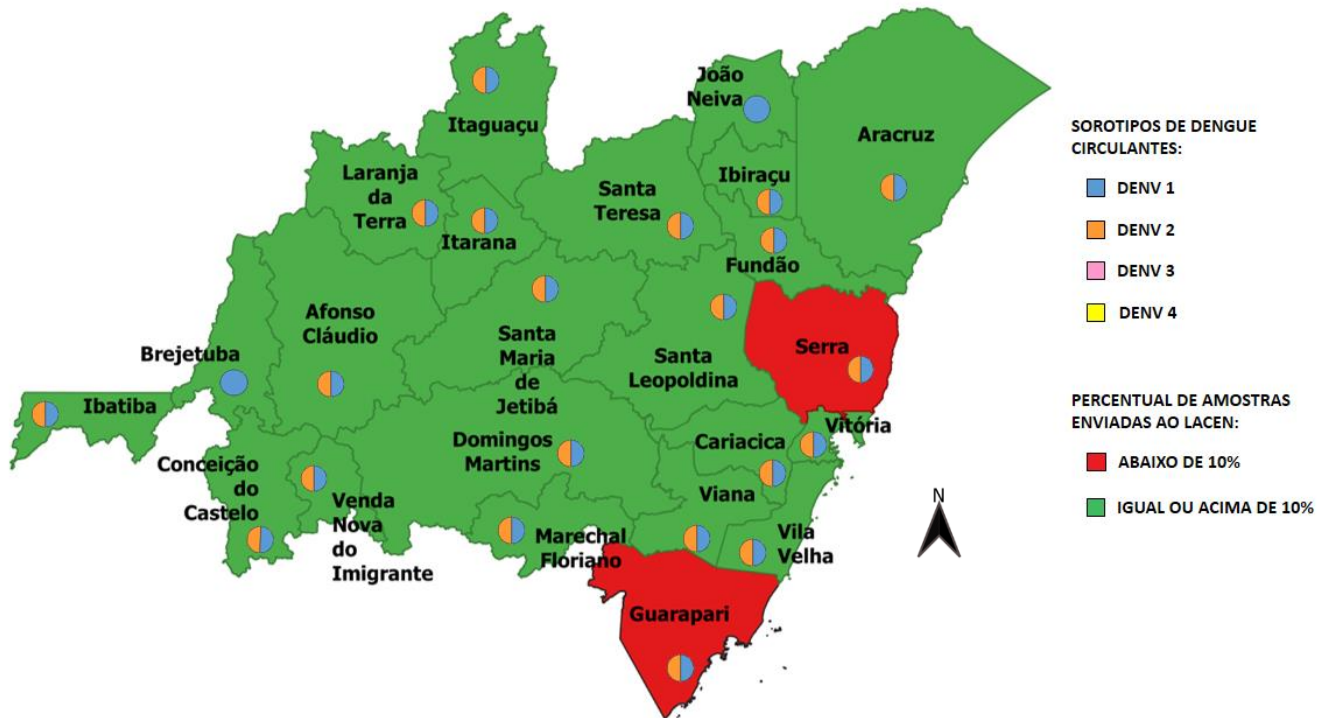 João
Neiva
Itaguaçu
Aracruz
Laranja
da
Terra
Ibiraçu
Santa
Teresa
Itarana
Fundão
Afonso
Cláudio
Santa
Maria
de
Jetibá
Serra
Brejetuba
Santa
Leopoldina
Ibatiba
Vitória
Cariacica
Domingos
Martins
Conceição
do
Castelo
Viana
Venda
Nova
do
Imigrante
Marechal
Floriano
Vila
Velha
Guarapari
N
SOROTIPOS DE DENGUE
CIRCULANTES:
DENV 1
DENV 2
DENV 3
DENV 4
PERCENTUAL DE AMOSTRAS
ENVIADAS AO LACEN:
ABAIXO DE 10%
IGUAL OU ACIMA DE 10%